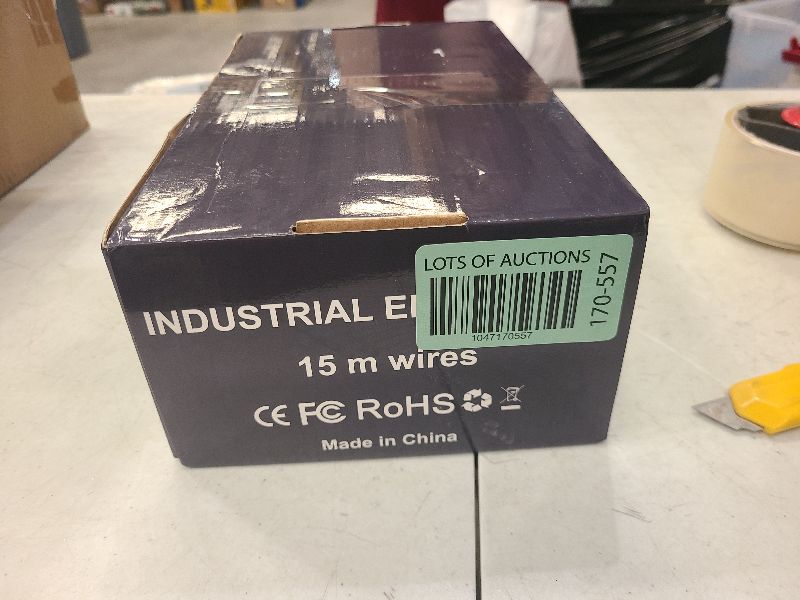 LOTS OF AUCTIONS
1047170557
170-557
INDUSTRIAL
15 m wires
CE FC RoHS
Made in China